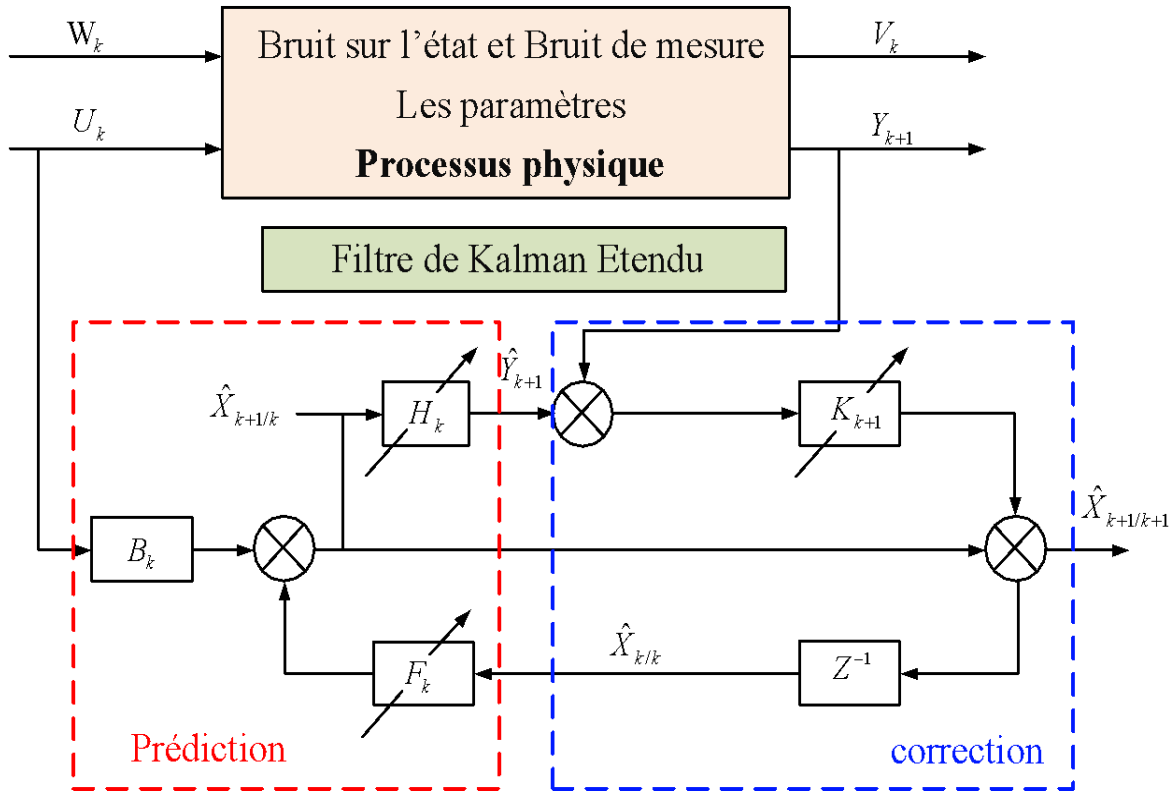 W_k
Bruit sur l'état et Bruit de mesure
V_k
U_k
Les paramètres
Y_{k+1}
Processus physique
Filtre de Kalman Etendu
Ŷ_{k+1}
X̂_{k+1/k}
H_k
K_{k+1}
X̂_{k+1/k+1}
B_k
X̂_{k/k}
F_k
Z^{-1}
Prédiction
correction